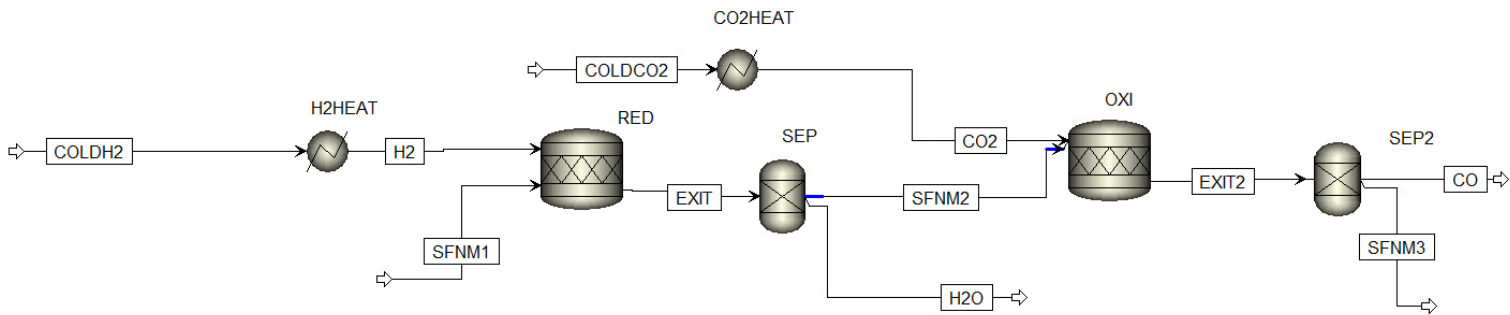 CO2HEAT
COLDCO2
H2HEAT
COLDH2
H2
RED
SFNM1
EXIT
SEP
H2O
CO2
SFNM2
OXI
EXIT2
SEP2
CO
SFNM3